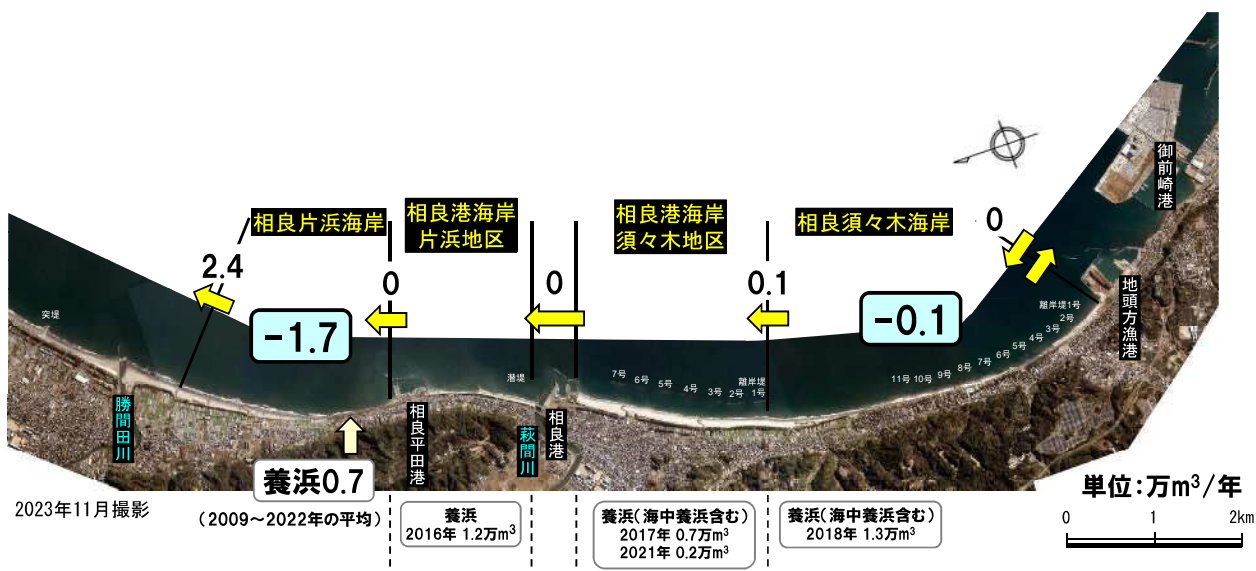 御前崎港
相良片浜海岸
相良港海岸
片浜地区
相良港海岸
須々木地区
相良須々木海岸
0
2.4
0
0
0.1
地頭方漁港
-1.7
-0.1
突堤
離岸堤1号
2号
3号
4号
5号
6号
7号
8号
9号
10号
11号
潜堤
7号
6号
5号
4号
3号
2号
離岸堤
1号
勝間田川
相良平田港
萩間川
相良港
養浜0.7
(2009～2022年の平均)
2023年11月撮影
養浜
2016年 1.2万m³
養浜(海中養浜含む)
2017年 0.7万m³
2021年 0.2万m³
養浜(海中養浜含む)
2018年 1.3万m³
単位:万m³/年
0 1 2km